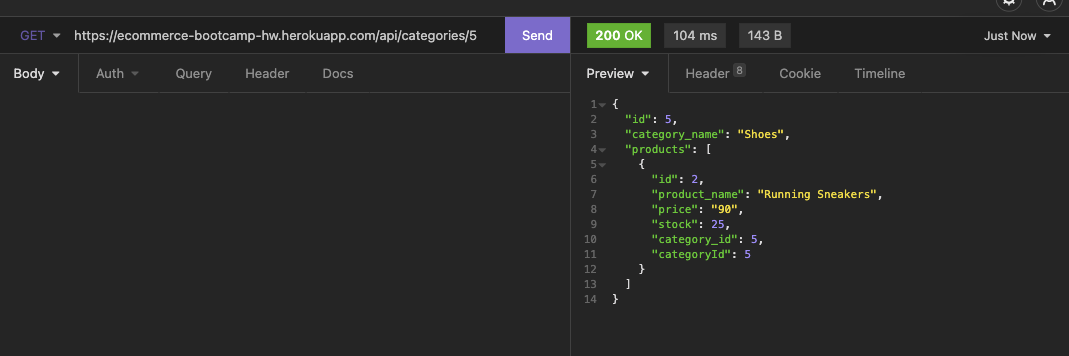 GET https://ecommerce-bootcamp-hw.herokuapp.com/api/categories/5 Send 200 OK 104 ms 143 B Just Now
Body Auth Query Header Docs Preview Header 8 Cookie Timeline
1 {
2 "id": 5,
3 "category_name": "Shoes",
4 "products": [
5 {
6 "id": 2,
7 "product_name": "Running Sneakers",
8 "price": "90",
9 "stock": 25,
10 "category_id": 5,
11 "categoryId": 5
12 }
13 ]
14 }